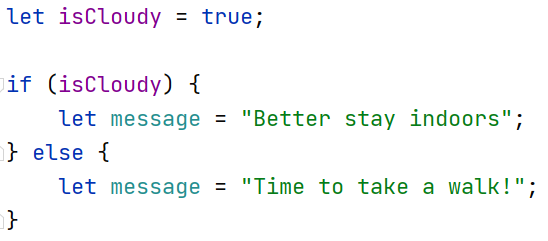 let isCloudy = true;

if (isCloudy) {
    let message = "Better stay indoors";
} else {
    let message = "Time to take a walk!";
}